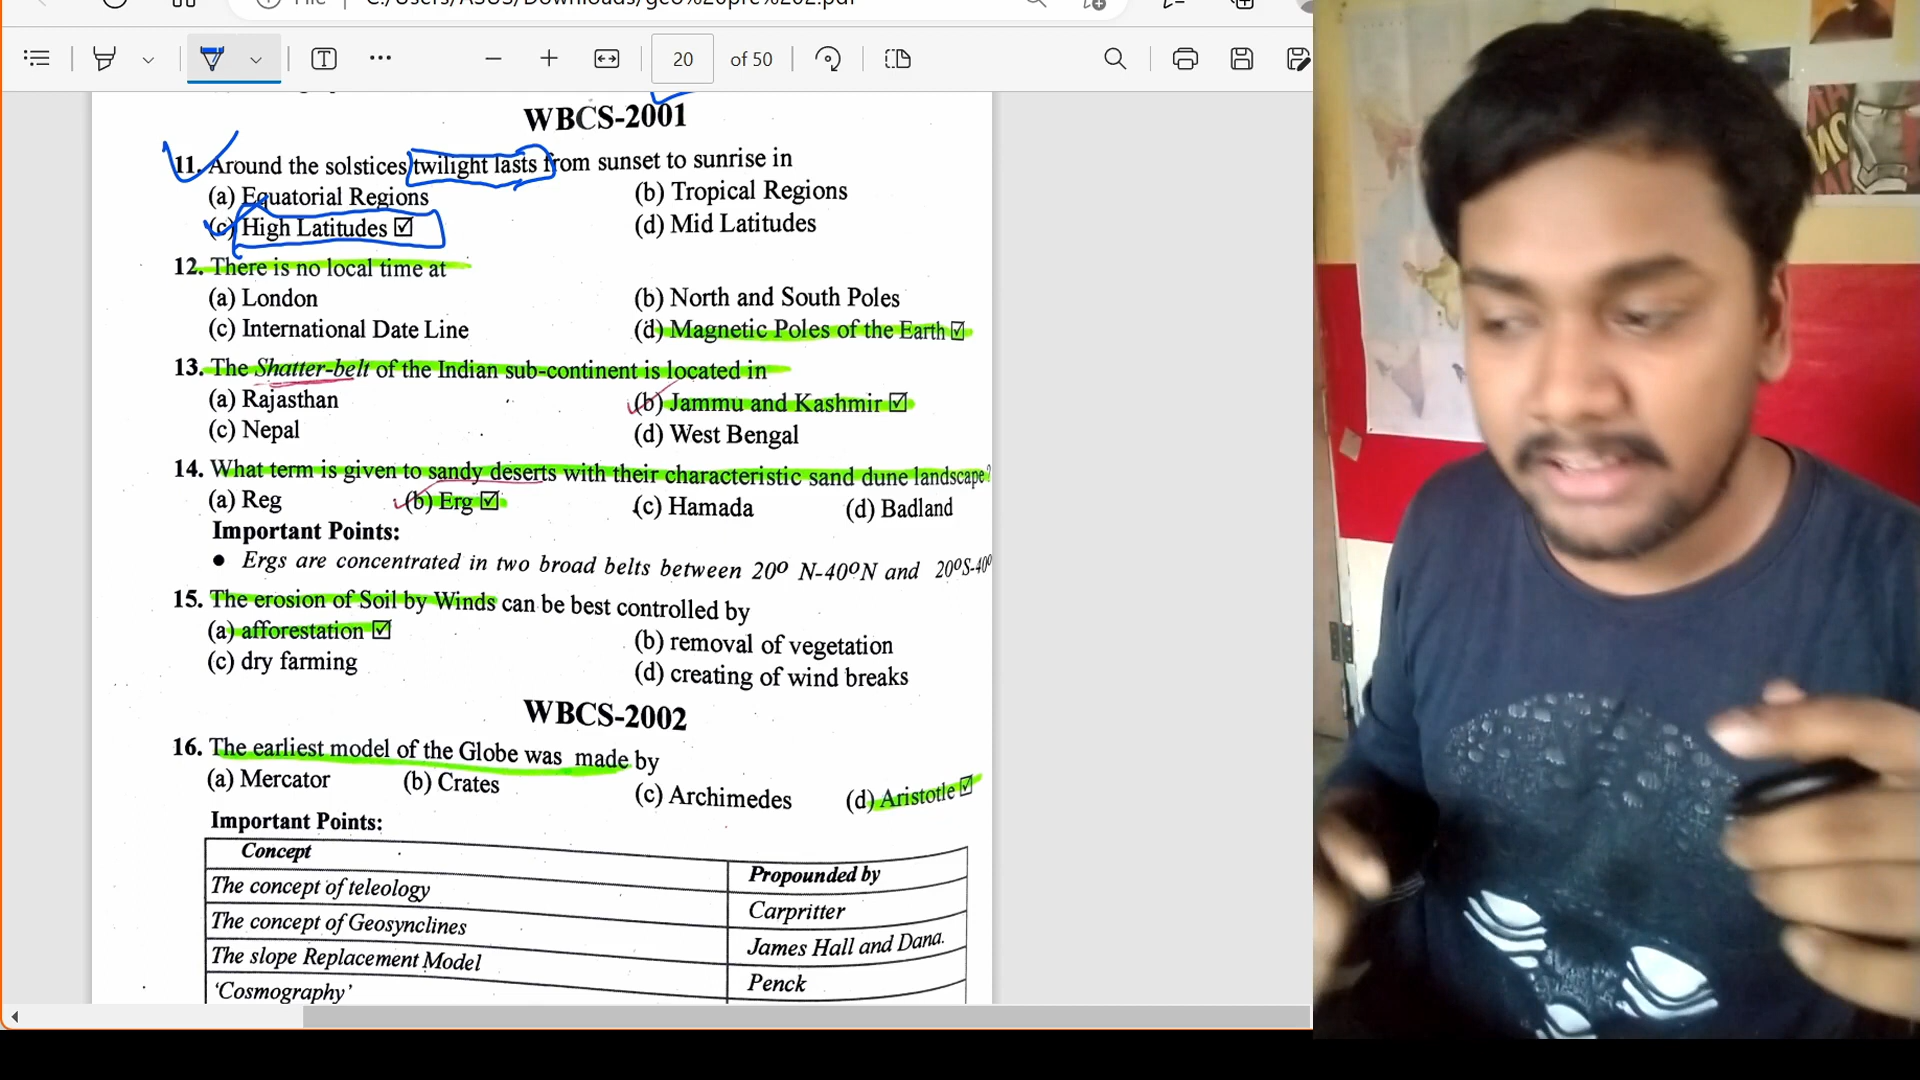 20 of 50
WBCS-2001
11. Around the solstices twilight lasts from sunset to sunrise in
(a) Equatorial Regions (b) Tropical Regions
(c) High Latitudes ☑ (d) Mid Latitudes
12. There is no local time at
(a) London (b) North and South Poles
(c) International Date Line (d) Magnetic Poles of the Earth ☑
13. The Shatter-belt of the Indian sub-continent is located in
(a) Rajasthan (b) Jammu and Kashmir ☑
(c) Nepal (d) West Bengal
14. What term is given to sandy deserts with their characteristic sand dune landscape?
(a) Reg (b) Erg ☑ (c) Hamada (d) Badland
Important Points:
● Ergs are concentrated in two broad belts between 20º N-40ºN and 20ºS-40º
15. The erosion of Soil by Winds can be best controlled by
(a) afforestation ☑ (b) removal of vegetation
(c) dry farming (d) creating of wind breaks
WBCS-2002
16. The earliest model of the Globe was made by
(a) Mercator (b) Crates (c) Archimedes (d) Aristotle ☑
Important Points:
Concept Propounded by
The concept of teleology Carpritter
The concept of Geosynclines James Hall and Dana.
The slope Replacement Model Penck
'Cosmography'